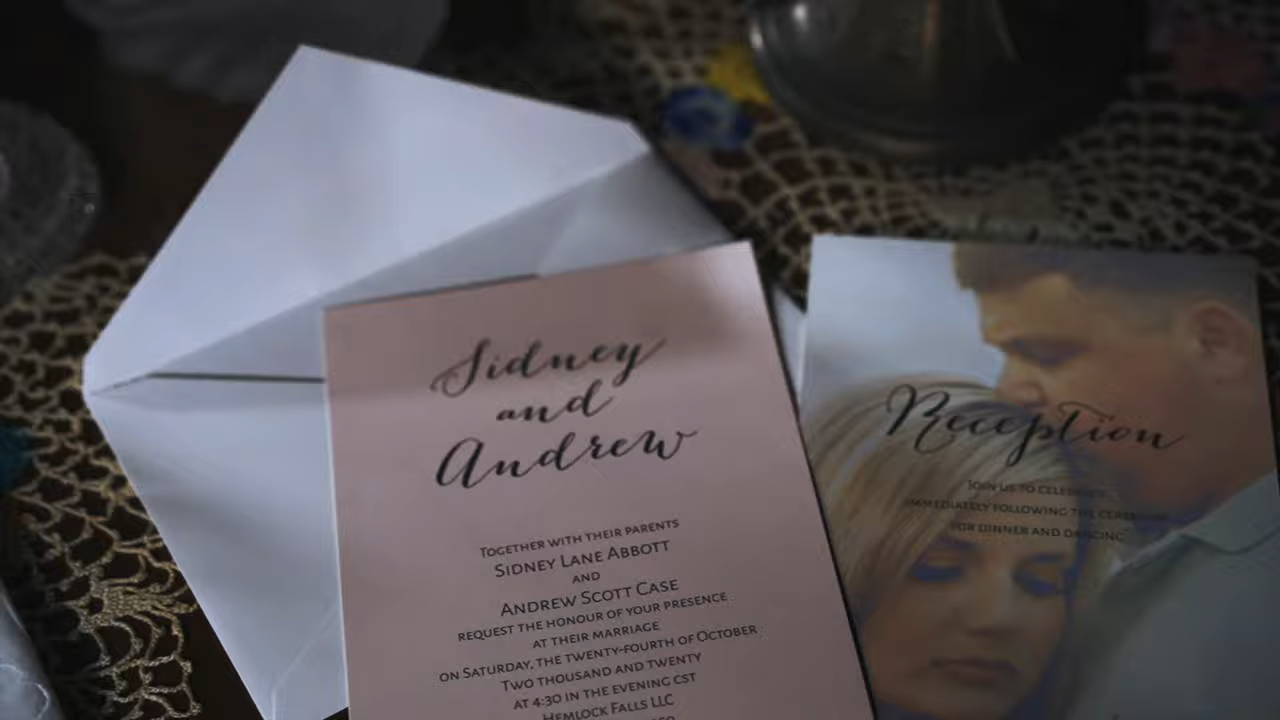 Sidney
and
Andrew
TOGETHER WITH THEIR PARENTS
SIDNEY LANE ABBOTT
AND
ANDREW SCOTT CASE
REQUEST THE HONOUR OF YOUR PRESENCE
AT THEIR MARRIAGE
ON SATURDAY, THE TWENTY-FOURTH OF OCTOBER
TWO THOUSAND AND TWENTY
AT 4:30 IN THE EVENING CST
HEMLOCK FALLS LLC
Reception
JOIN US TO CELEBRATE
IMMEDIATELY FOLLOWING THE CEREMONY
FOR DINNER AND DANCING